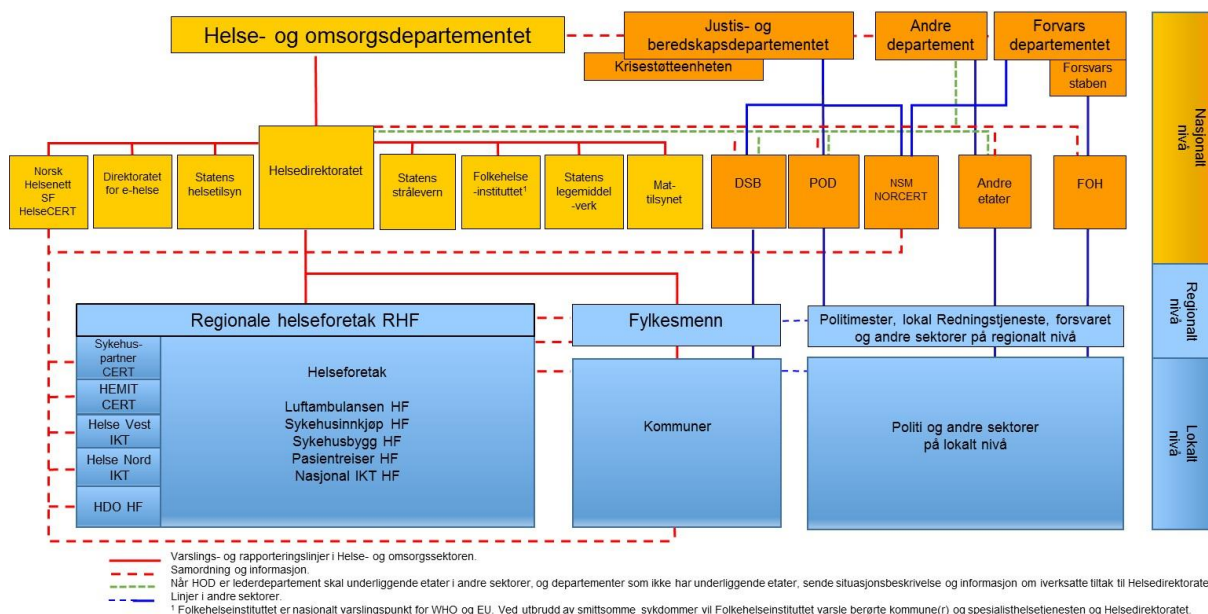 Helse- og omsorgsdepartementet
Justis- og
beredskapsdepartementet
Krisestøtteenheten
Andre
departement
Forvars
departementet
Forsvars
staben
Nasjonalt
nivå
Norsk
Helsenett
SF
HelseCERT
Direktoratet
for e-helse
Statens
helsetilsyn
Helsedirektoratet
Statens
strålevern
Folkehelse
-instituttet¹
Statens
legemiddel
-verk
Mat-
tilsynet
DSB
POD
NSM
NORCERT
Andre
etater
FOH
Regionalt
nivå
Regionale helseforetak RHF
Fylkesmenn
Politimester, lokal Redningstjeneste, forsvaret
og andre sektorer på regionalt nivå
Lokalt
nivå
Sykehus-
partner
CERT
HEMIT
CERT
Helse Vest
IKT
Helse Nord
IKT
HDO HF
Helseforetak
Luftambulansen HF
Sykehusinnkjøp HF
Sykehusbygg HF
Pasientreiser HF
Nasjonal IKT HF
Kommuner
Politi og andre sektorer
på lokalt nivå
Varslings- og rapporteringslinjer i Helse- og omsorgssektoren.
Samordning og informasjon.
Når HOD er lederdepartement skal underliggende etater i andre sektorer, og departementer som ikke har underliggende etater, sende situasjonsbeskrivelse og informasjon om iverksatte tiltak til Helsedirektorate
Linjer i andre sektorer.
¹ Folkehelseinstituttet er nasjonalt varslingspunkt for WHO og EU. Ved utbrudd av smittsomme sykdommer vil Folkehelseinstituttet varsle berørte kommune(r) og spesialisthelsetjenesten og Helsedirektoratet.